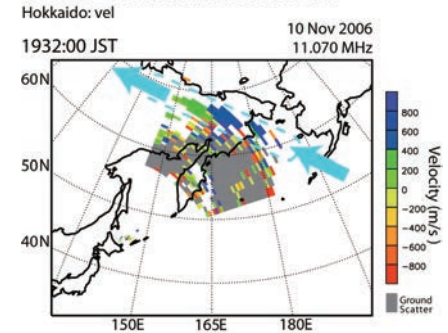 Hokkaido: vel
10 Nov 2006
1932:00 JST
11.070 MHz
60N
50N
40N
150E
165E
180E
800
600
400
200
0
−200
−400
−600
−800
Velocity (m/s)
Ground
Scatter